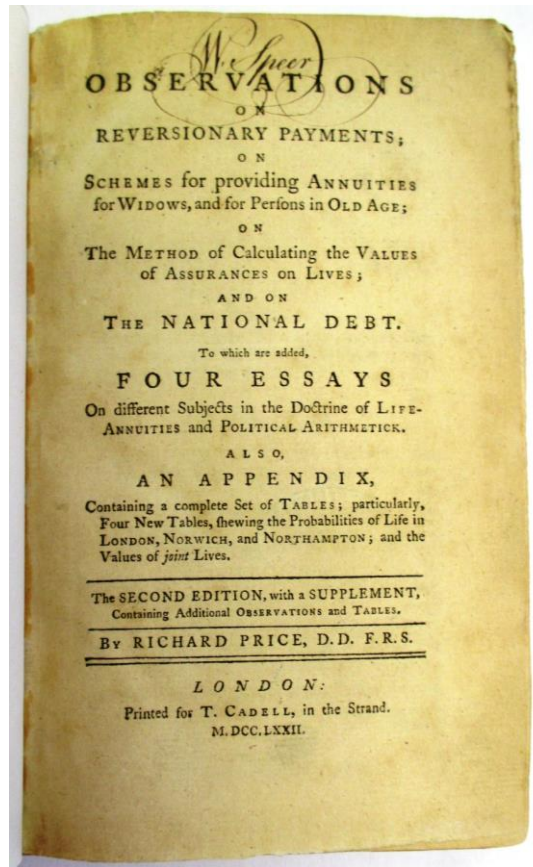 W. Speer
OBSERVATIONS
ON
REVERSIONARY PAYMENTS;
ON
SCHEMES for providing ANNUITIES
for WIDOWS, and for Perſons in OLD AGE;
ON
The METHOD of Calculating the VALUES
of ASSURANCES on LIVES;
AND ON
THE NATIONAL DEBT.
To which are added,
FOUR ESSAYS
On different Subjects in the Doctrine of LIFE-
ANNUITIES and POLITICAL ARITHMETICK.
ALSO,
AN APPENDIX,
Containing a complete Set of TABLES; particularly,
Four New Tables, ſhewing the Probabilities of Life in
LONDON, NORWICH, and NORTHAMPTON; and the
Values of joint Lives.
The SECOND EDITION, with a SUPPLEMENT,
Containing Additional OBSERVATIONS and TABLES.
BY RICHARD PRICE, D.D. F.R.S.
LONDON:
Printed for T. CADELL, in the Strand.
M.DCC.LXXII.